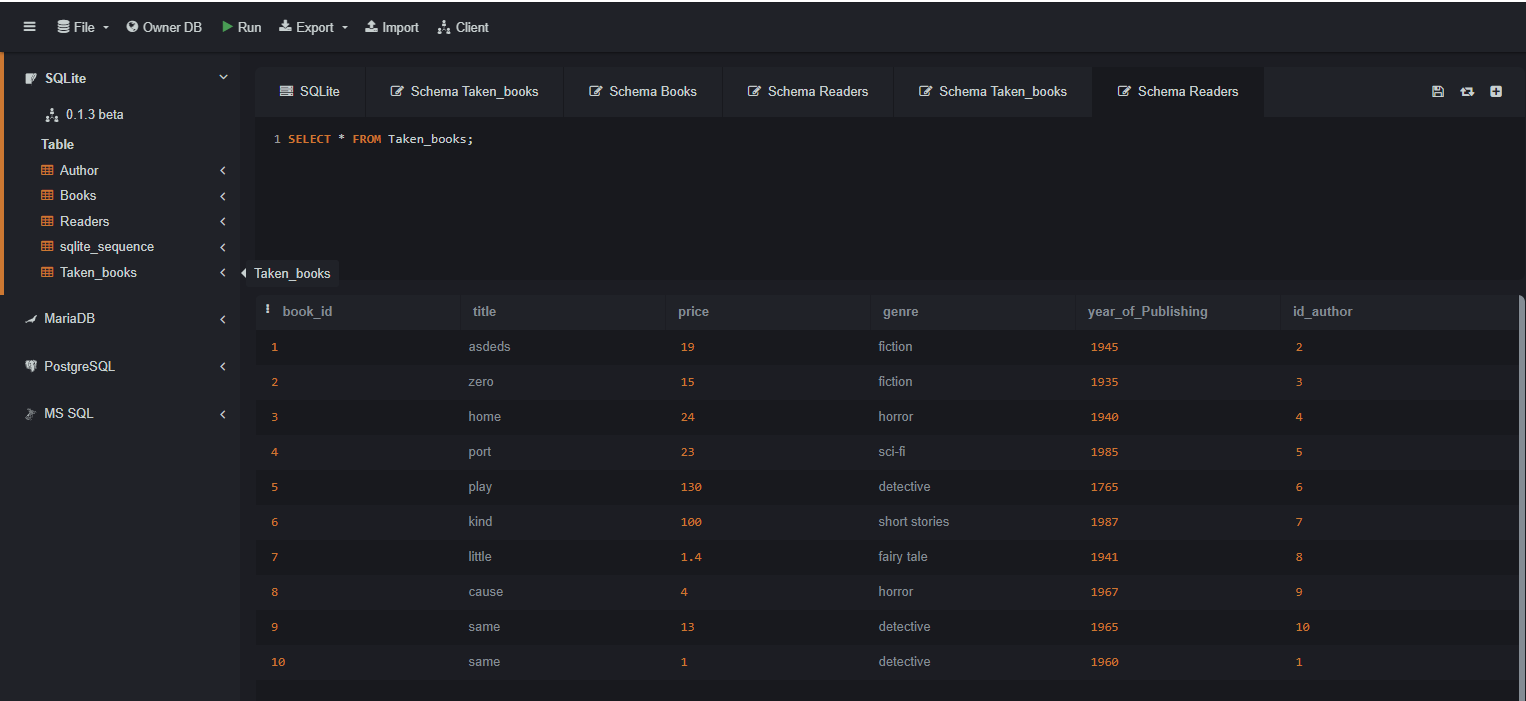 File Owner DB Run Export Import Client
SQLite
0.1.3 beta
Table
Author
Books
Readers
sqlite_sequence
Taken_books
MariaDB
PostgreSQL
MS SQL
SQLite Schema Taken_books Schema Books Schema Readers Schema Taken_books Schema Readers
1 SELECT * FROM Taken_books;
Taken_books
book_id title price genre year_of_Publishing id_author
1 asdeds 19 fiction 1945 2
2 zero 15 fiction 1935 3
3 home 24 horror 1940 4
4 port 23 sci-fi 1985 5
5 play 130 detective 1765 6
6 kind 100 short stories 1987 7
7 little 1.4 fairy tale 1941 8
8 cause 4 horror 1967 9
9 same 13 detective 1965 10
10 same 1 detective 1960 1